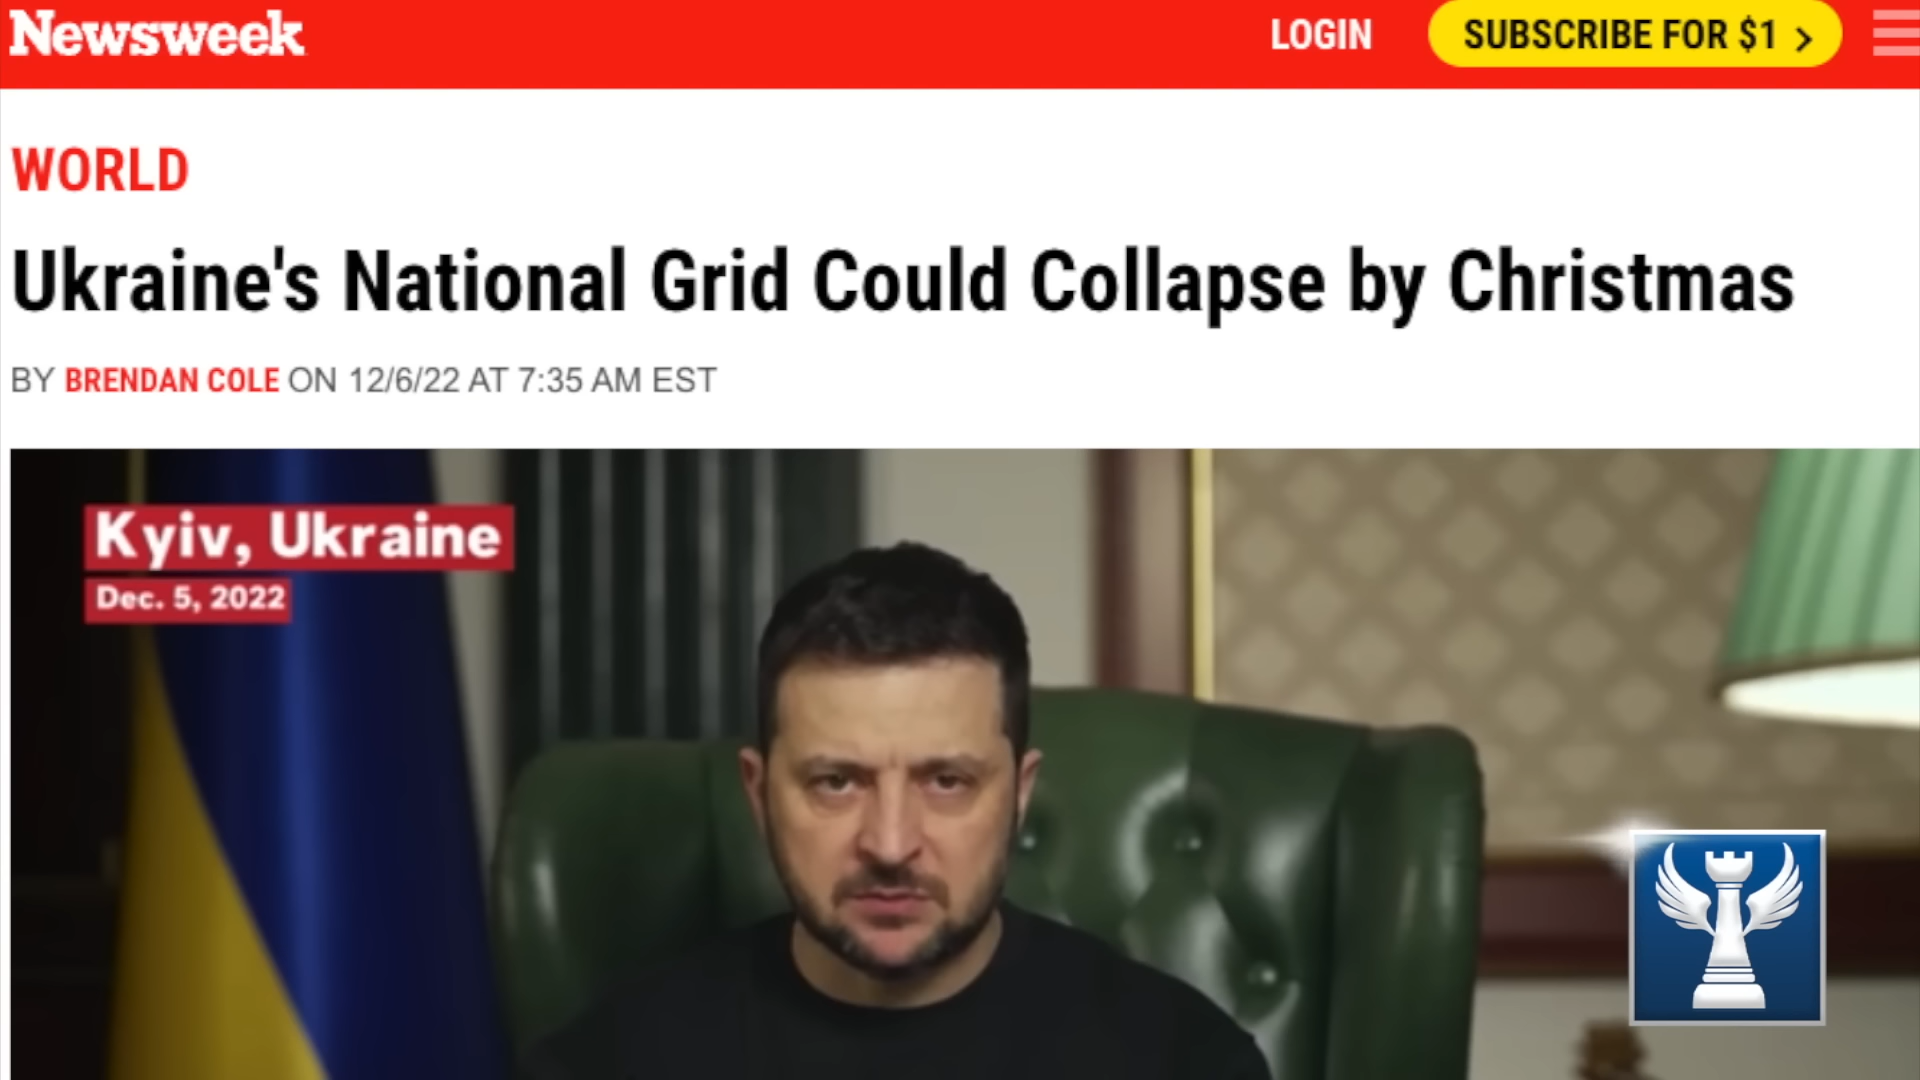 Newsweek
LOGIN
SUBSCRIBE FOR $1 >
WORLD
Ukraine's National Grid Could Collapse by Christmas
BY BRENDAN COLE ON 12/6/22 AT 7:35 AM EST
Kyiv, Ukraine
Dec. 5, 2022